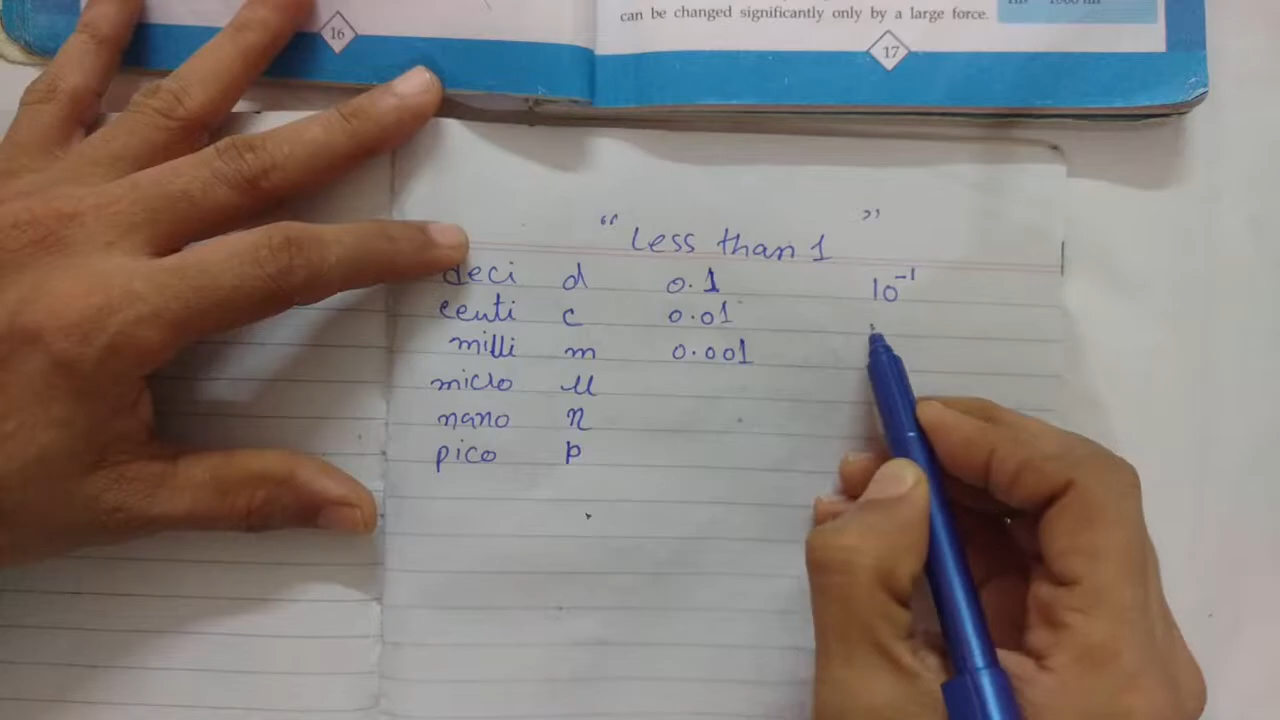 16
can be changed significantly only by a large force.
17
"Less than 1"
deci d 0.1 10⁻¹
centi c 0.01
milli m 0.001
micro μ
nano n
pico p